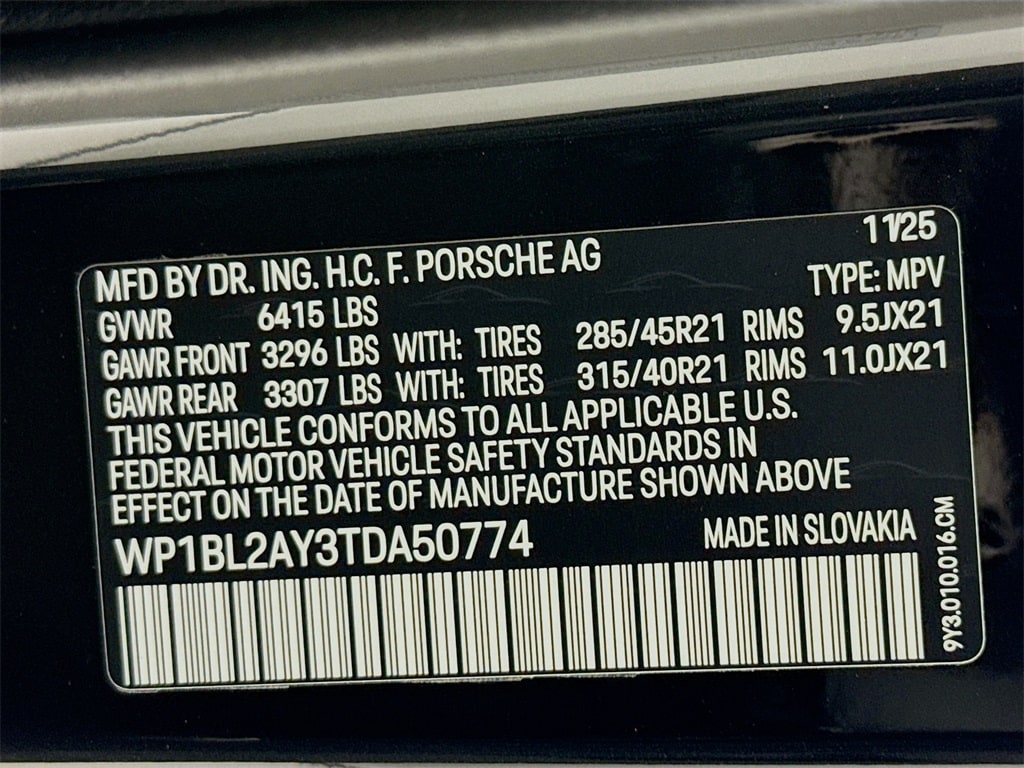 11/25
MFD BY DR. ING. H.C. F. PORSCHE AG
TYPE: MPV
GVWR 6415 LBS
GAWR FRONT 3296 LBS WITH: TIRES 285/45R21 RIMS 9.5JX21
GAWR REAR 3307 LBS WITH: TIRES 315/40R21 RIMS 11.0JX21
THIS VEHICLE CONFORMS TO ALL APPLICABLE U.S.
FEDERAL MOTOR VEHICLE SAFETY STANDARDS IN
EFFECT ON THE DATE OF MANUFACTURE SHOWN ABOVE
WP1BL2AY3TDA50774 MADE IN SLOVAKIA
9Y3.010.016.CM